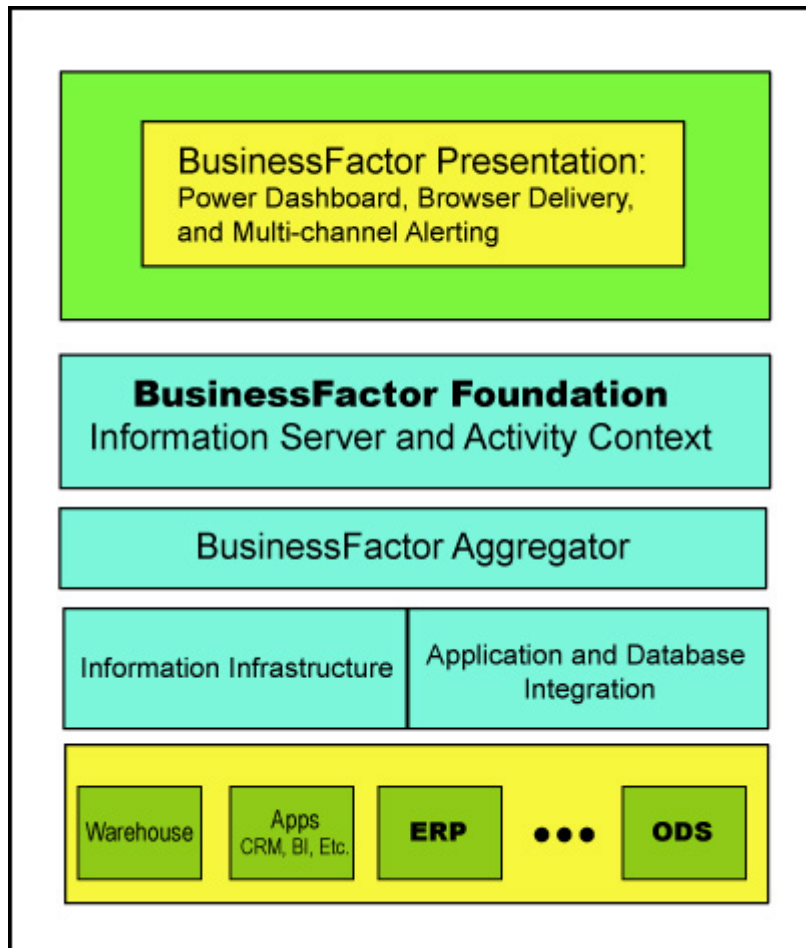 BusinessFactor Presentation:
Power Dashboard, Browser Delivery,
and Multi-channel Alerting
BusinessFactor Foundation
Information Server and Activity Context
BusinessFactor Aggregator
Information Infrastructure
Application and Database
Integration
Warehouse
Apps
CRM, BI, Etc.
ERP
•••
ODS